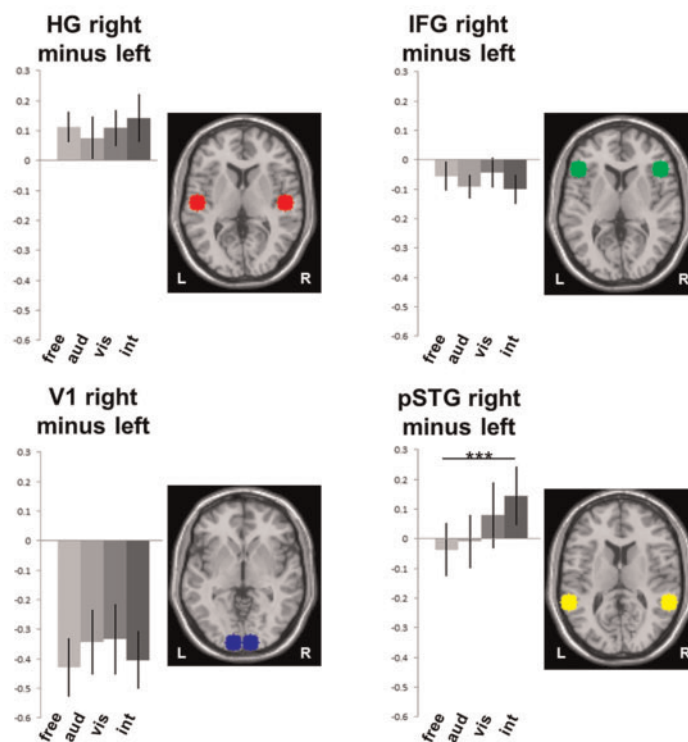 HG right
minus left
0.3
0.2
0.1
0
-0.1
-0.2
-0.3
-0.4
-0.5
-0.6
free
aud
vis
int
L
R
IFG right
minus left
0.3
0.2
0.1
0
-0.1
-0.2
-0.3
-0.4
-0.5
-0.6
free
aud
vis
int
L
R
V1 right
minus left
0.3
0.2
0.1
0
-0.1
-0.2
-0.3
-0.4
-0.5
-0.6
free
aud
vis
int
L
R
pSTG right
minus left
0.3
0.2
0.1
0
-0.1
-0.2
-0.3
-0.4
-0.5
-0.6
***
free
aud
vis
int
L
R